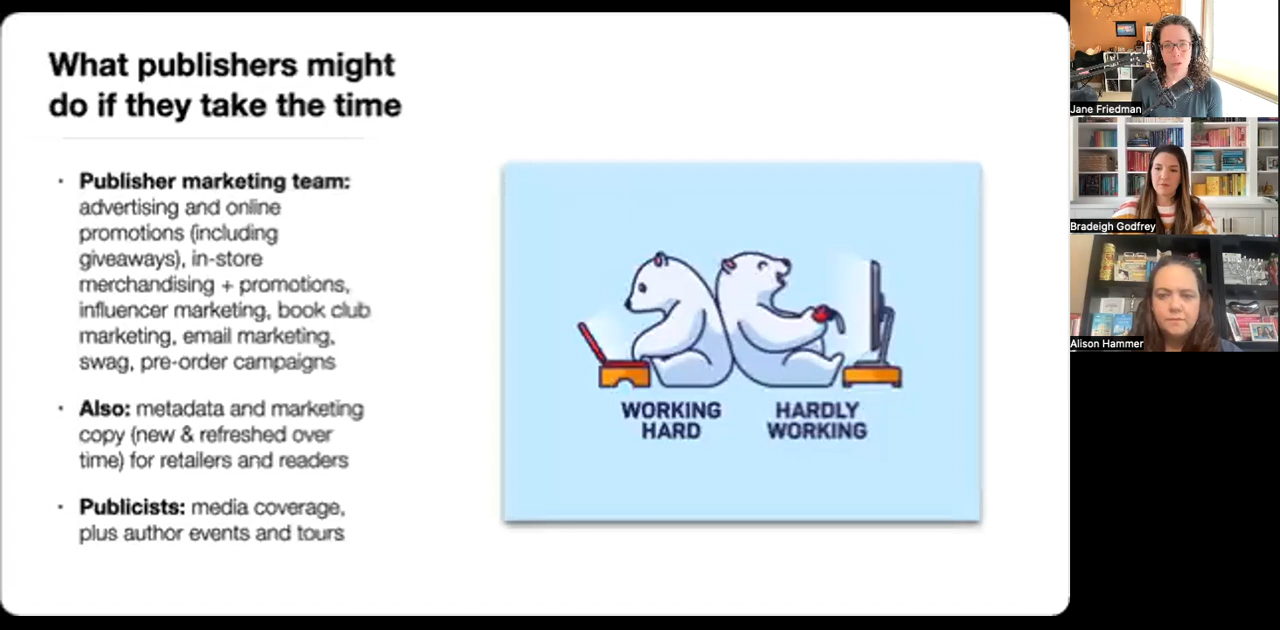 What publishers might
do if they take the time
· Publisher marketing team:
advertising and online
promotions (including
giveaways), in-store
merchandising + promotions,
influencer marketing, book club
marketing, email marketing,
swag, pre-order campaigns
· Also: metadata and marketing
copy (new & refreshed over
time) for retailers and readers
· Publicists: media coverage,
plus author events and tours
WORKING
HARD
HARDLY
WORKING
Jane Friedman
Bradeigh Godfrey
Alison Hammer